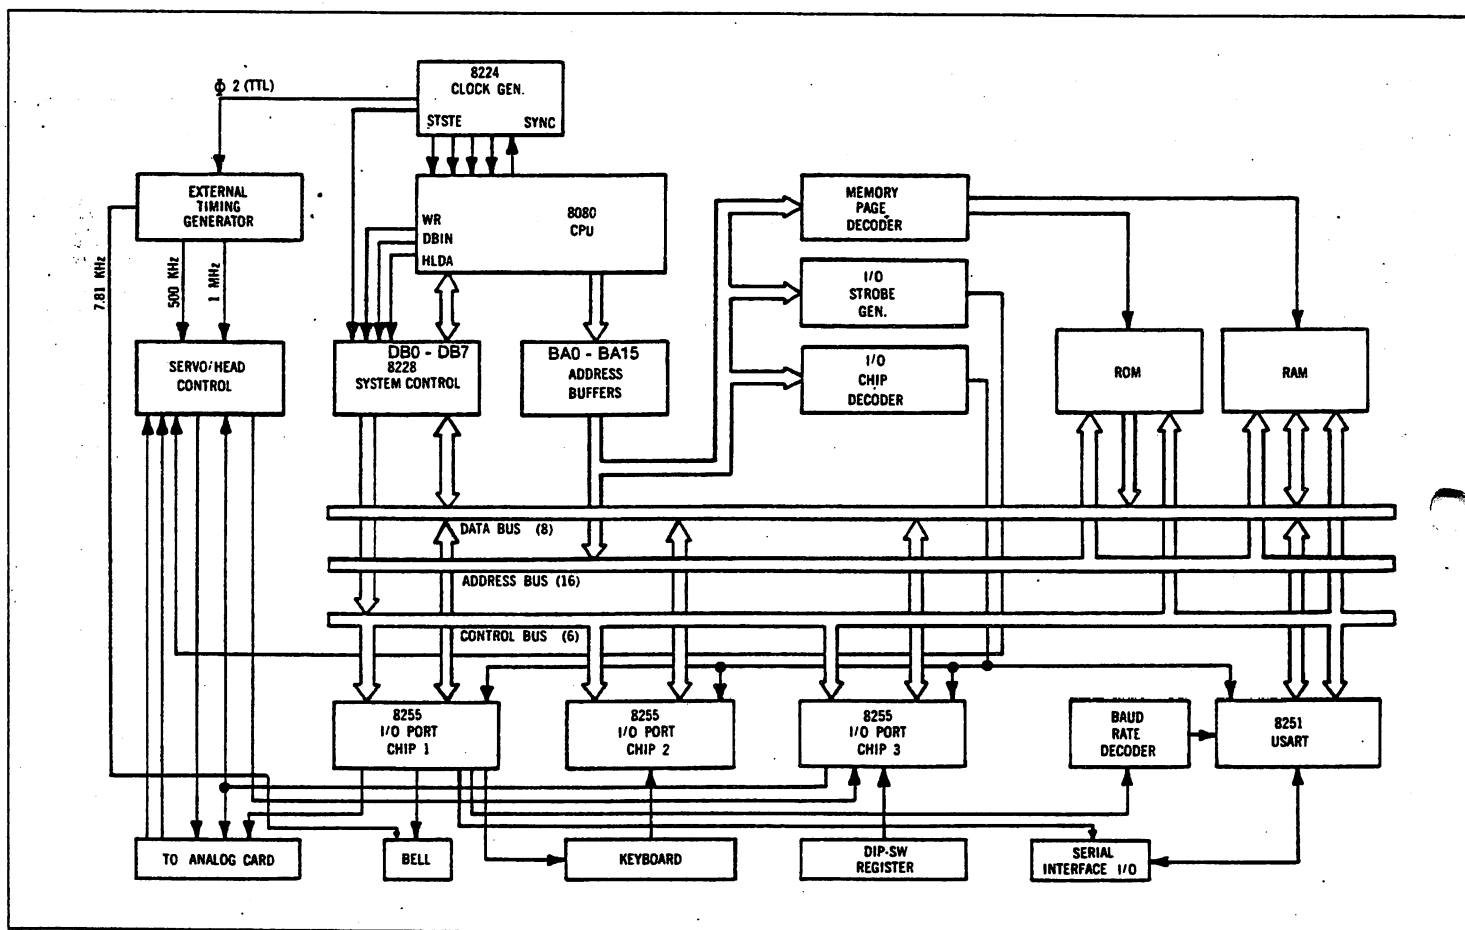 8224
CLOCK GEN.
STSTE SYNC
Φ 2 (TTL)
EXTERNAL
TIMING
GENERATOR
8080
CPU
WR
DBIN
HLDA
MEMORY
PAGE
DECODER
I/O
STROBE
GEN.
I/O
CHIP
DECODER
7.81 KHz
500 KHz
1 MHz
SERVO/HEAD
CONTROL
DB0 - DB7
8228
SYSTEM CONTROL
BA0 - BA15
ADDRESS
BUFFERS
ROM
RAM
DATA BUS (8)
ADDRESS BUS (16)
CONTROL BUS (6)
8255
I/O PORT
CHIP 1
8255
I/O PORT
CHIP 2
8255
I/O PORT
CHIP 3
BAUD
RATE
DECODER
8251
USART
TO ANALOG CARD
BELL
KEYBOARD
DIP-SW
REGISTER
SERIAL
INTERFACE I/O